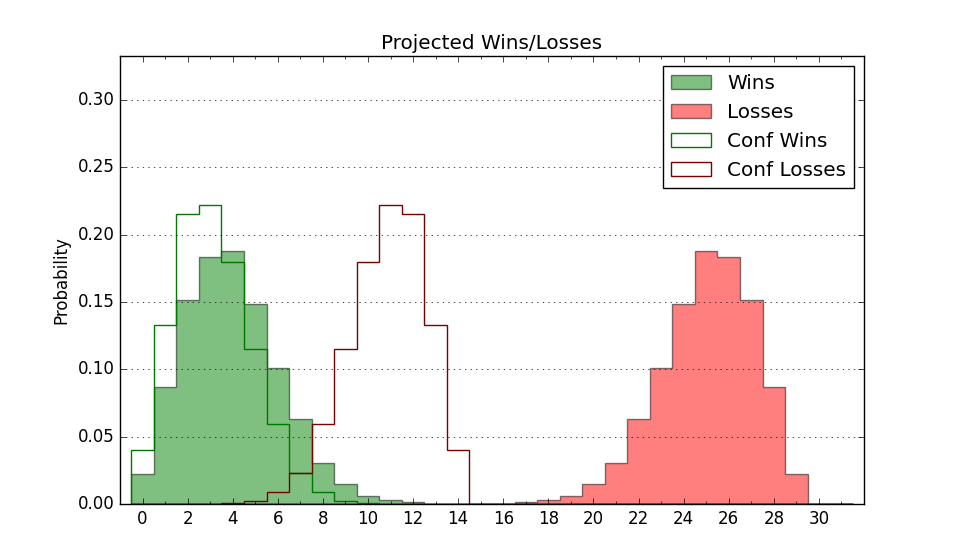 Projected Wins/Losses
Wins
Losses
Conf Wins
Conf Losses
Probability
0.30
0.25
0.20
0.15
0.10
0.05
0.00
0 2 4 6 8 10 12 14 16 18 20 22 24 26 28 30